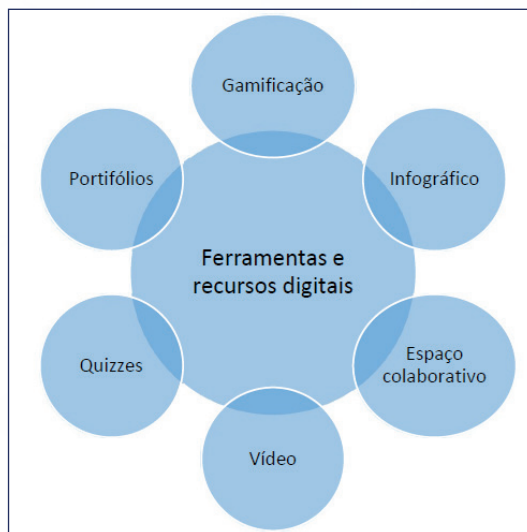 Gamificação
Portifólios
Infográfico
Ferramentas e
recursos digitais
Quizzes
Espaço
colaborativo
Vídeo